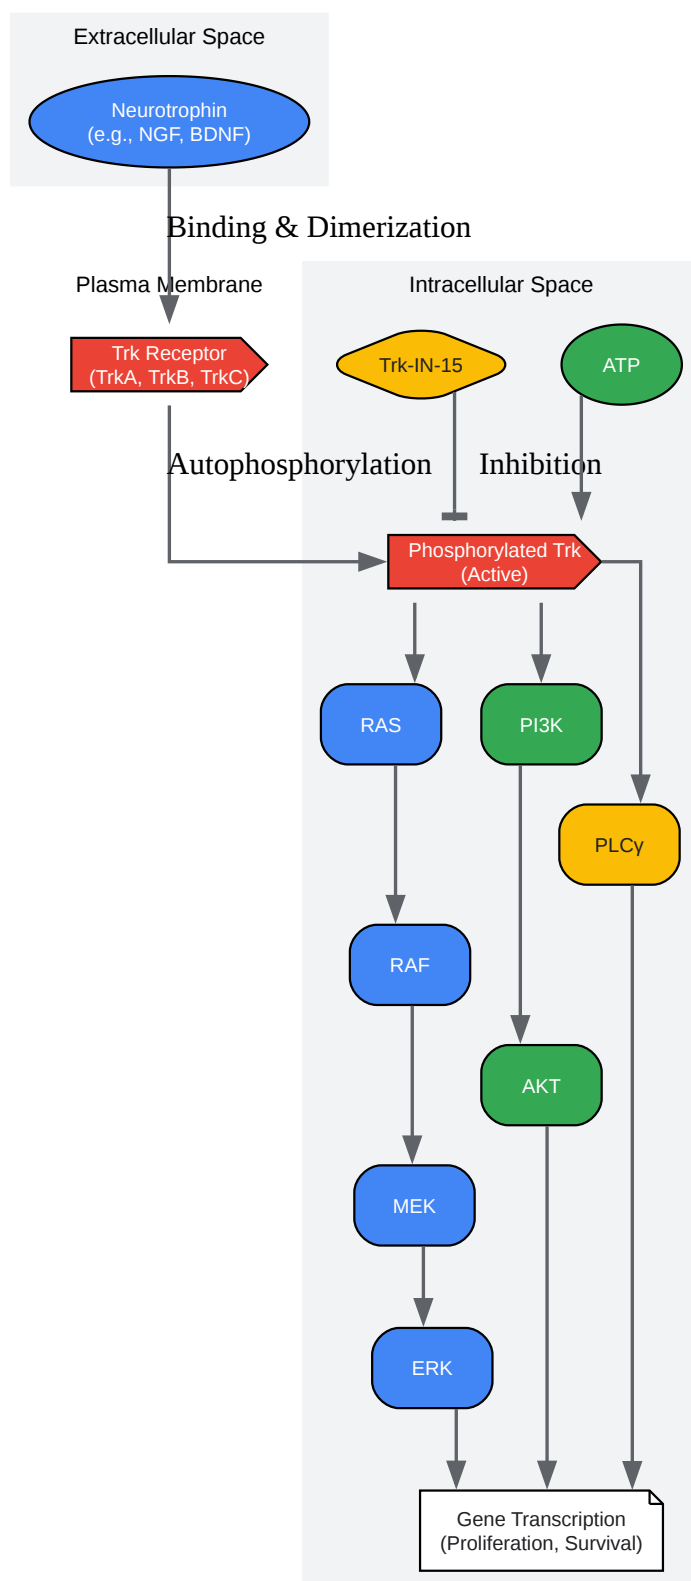 Extracellular Space
Neurotrophin
(e.g., NGF, BDNF)
Binding & Dimerization
Plasma Membrane
Intracellular Space
Trk Receptor
(TrkA, TrkB, TrkC)
Trk-IN-15
ATP
Autophosphorylation
Inhibition
Phosphorylated Trk
(Active)
RAS
PI3K
PLCγ
RAF
AKT
MEK
ERK
Gene Transcription
(Proliferation, Survival)